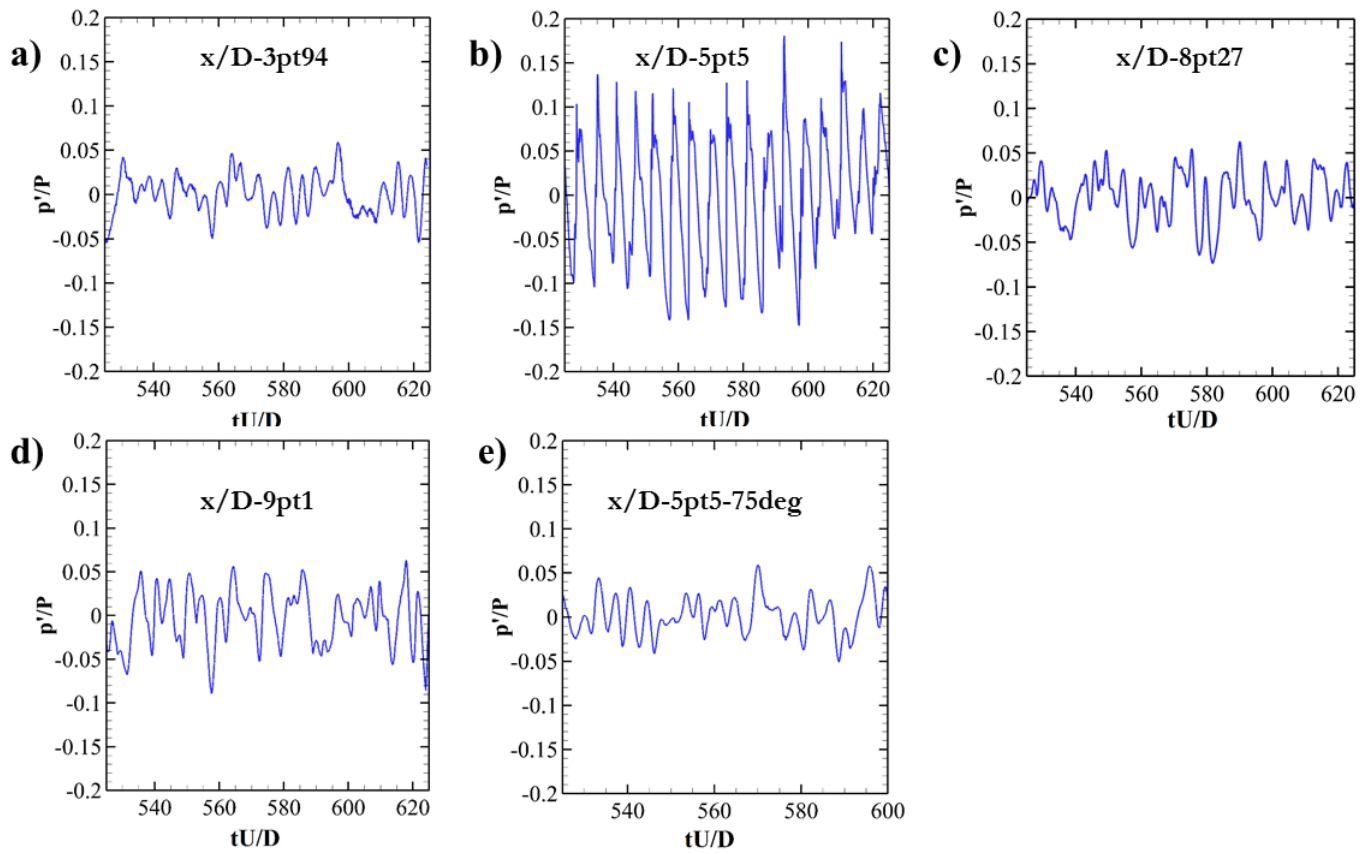 a)
x/D-3pt94
p'/P
0.2
0.15
0.1
0.05
0
-0.05
-0.1
-0.15
-0.2
540 560 580 600 620
tU/D
b)
x/D-5pt5
p'/P
0.2
0.15
0.1
0.05
0
-0.05
-0.1
-0.15
-0.2
540 560 580 600 620
tU/D
c)
x/D-8pt27
p'/P
0.2
0.15
0.1
0.05
0
-0.05
-0.1
-0.15
-0.2
540 560 580 600 620
tU/D
d)
x/D-9pt1
p'/P
0.2
0.15
0.1
0.05
0
-0.05
-0.1
-0.15
-0.2
540 560 580 600 620
tU/D
e)
x/D-5pt5-75deg
p'/P
0.2
0.15
0.1
0.05
0
-0.05
-0.1
-0.15
-0.2
540 560 580 600
tU/D